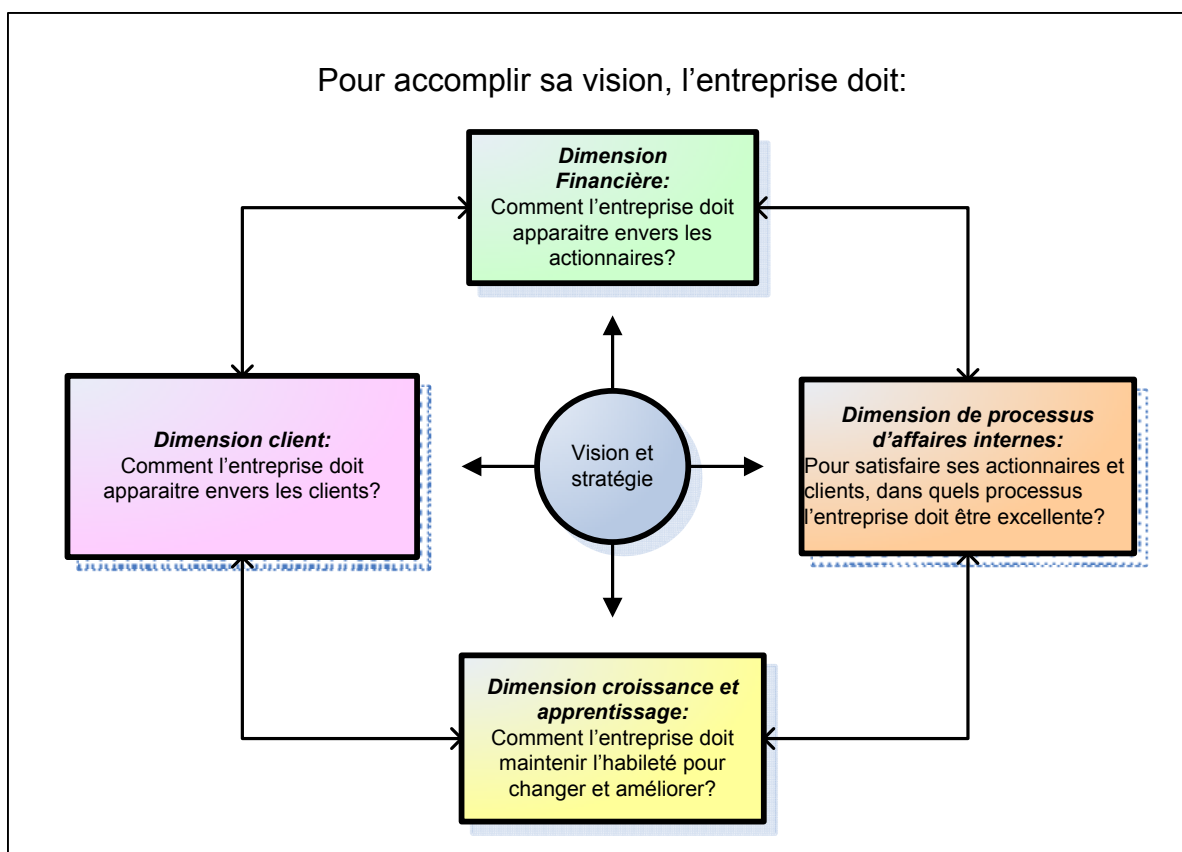 Pour accomplir sa vision, l’entreprise doit:
Dimension
Financière:
Comment l’entreprise doit
apparaitre envers les
actionnaires?
Dimension client:
Comment l’entreprise doit
apparaitre envers les clients?
Vision et
stratégie
Dimension de processus
d’affaires internes:
Pour satisfaire ses actionnaires et
clients, dans quels processus
l’entreprise doit être excellente?
Dimension croissance et
apprentissage:
Comment l’entreprise doit
maintenir l’habileté pour
changer et améliorer?